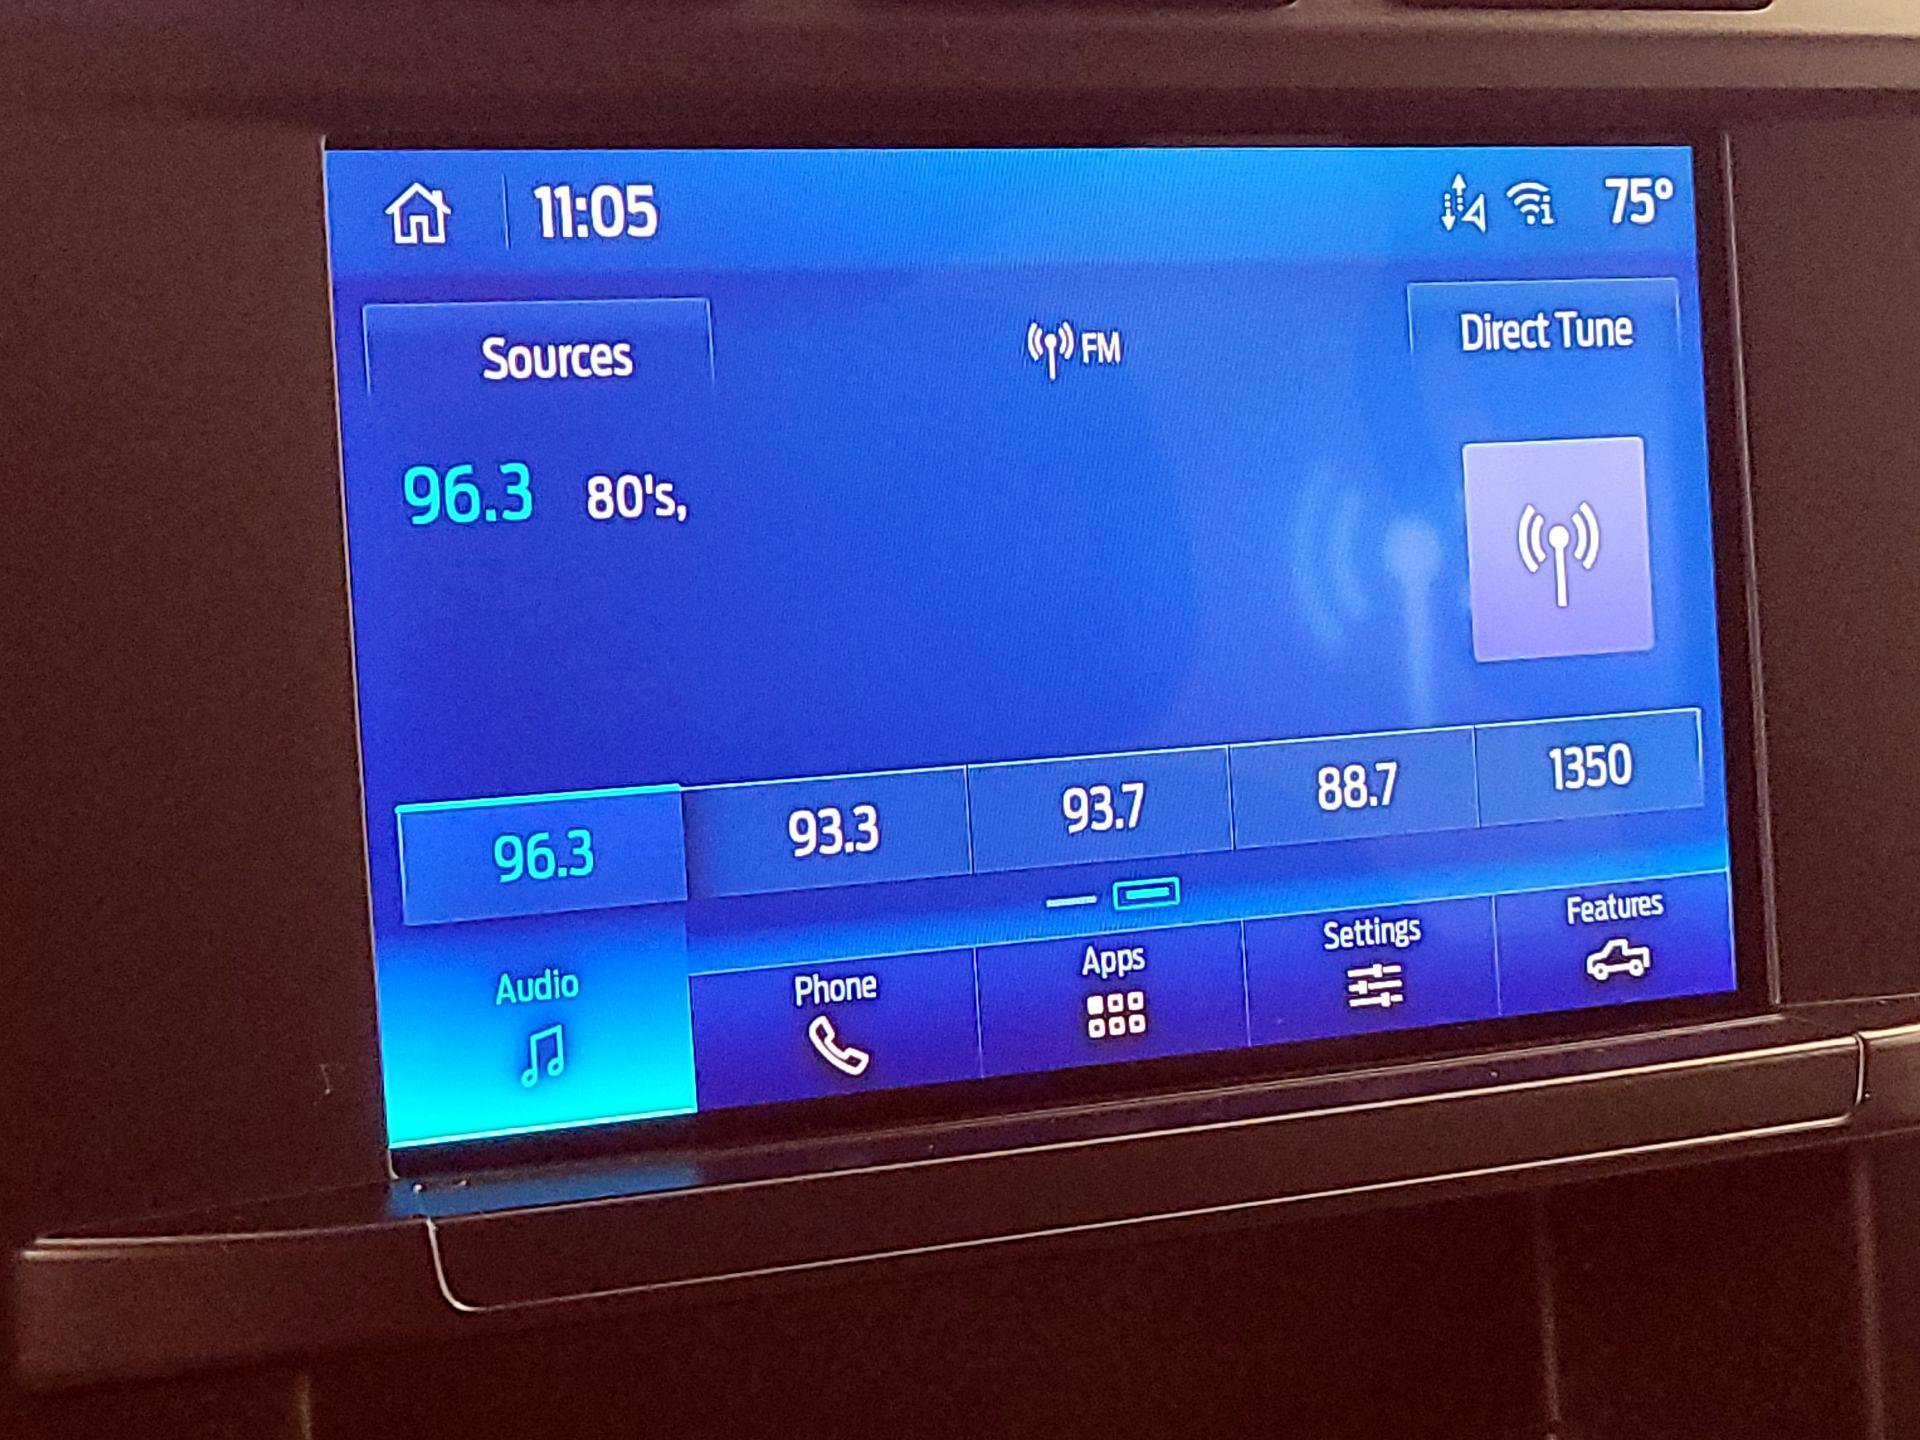 11:05
75°
Sources
FM
Direct Tune
96.3 80's,
96.3 93.3 93.7 88.7 1350
Audio Phone Apps Settings Features